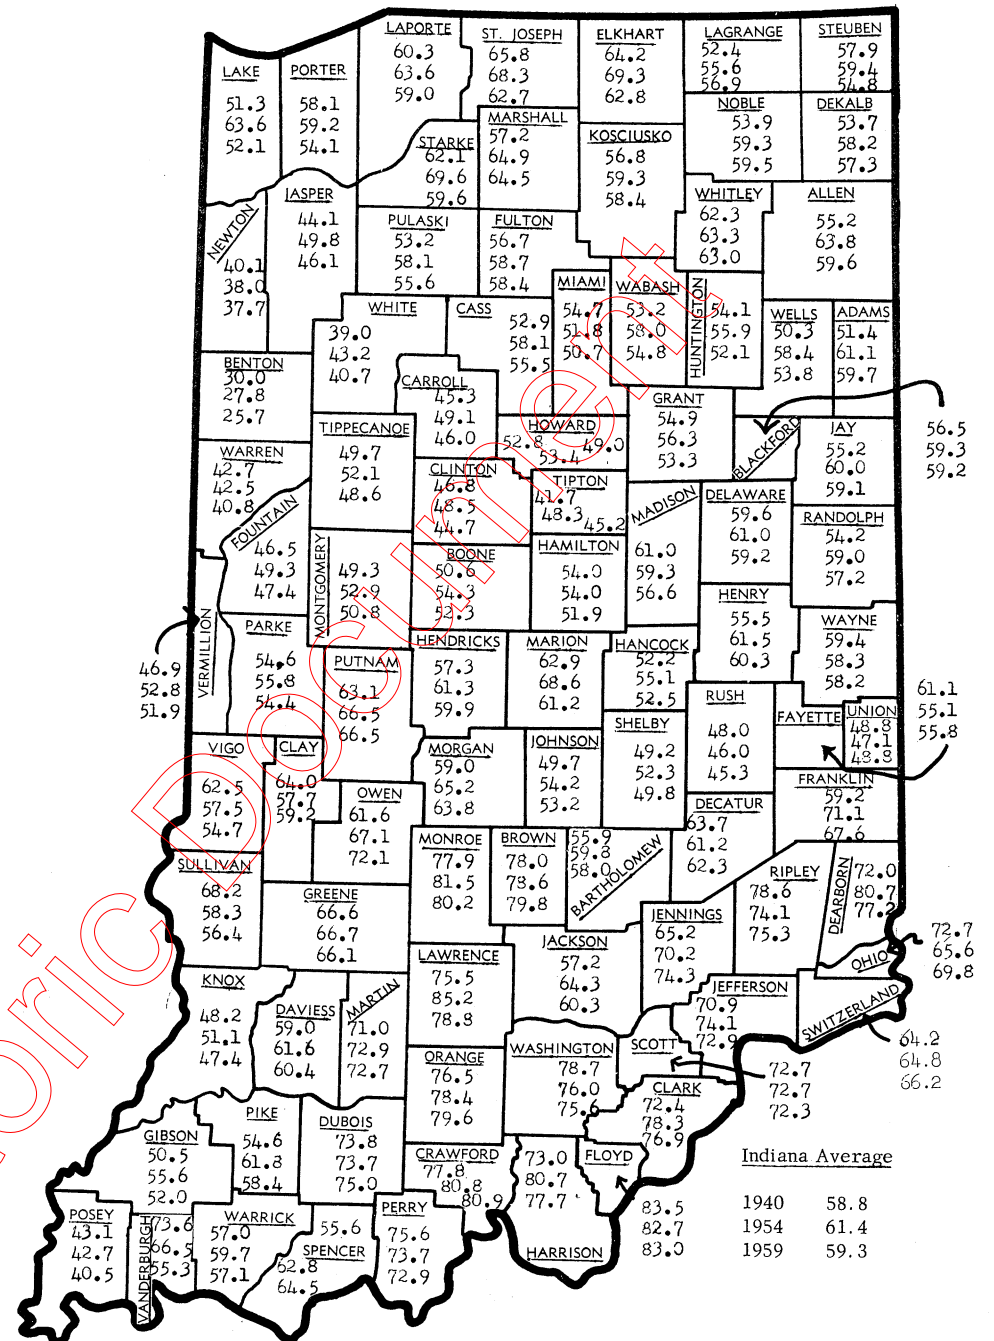 LAPORTE
60.3
63.6
59.0
ST. JOSEPH
65.8
68.3
62.7
ELKHART
64.2
69.3
62.8
LAGRANGE
52.4
55.6
56.9
STEUBEN
57.9
59.4
54.8
LAKE
51.3
63.6
52.1
PORTER
58.1
59.2
54.1
MARSHALL
57.2
64.9
64.5
NOBLE
53.9
59.3
59.5
DEKALB
53.7
58.2
57.3
STARKE
62.1
69.6
59.6
KOSCIUSKO
56.8
59.3
58.4
NEWTON
40.1
38.0
37.7
JASPER
44.1
49.8
46.1
PULASKI
53.2
58.1
55.6
FULTON
56.7
58.7
58.4
WHITLEY
62.3
63.3
63.0
ALLEN
55.2
63.8
59.6
WHITE
39.0
43.2
40.7
CASS
52.9
58.1
55.5
MIAMI
54.7
51.8
50.7
WABASH
53.2
58.0
54.8
HUNTINGTON
54.1
55.9
52.1
WELLS
50.3
58.4
53.8
ADAMS
51.4
61.1
59.7
BENTON
30.0
27.8
25.7
CARROLL
45.3
49.1
46.0
GRANT
54.9
56.3
53.3
BLACKFORD
56.5
59.3
59.2
JAY
55.2
60.0
59.1
WARREN
42.7
42.5
40.8
TIPPECANOE
49.7
52.1
48.6
HOWARD
52.8
53.4
49.0
CLINTON
46.8
48.5
44.7
TIPTON
41.7
48.3
45.2
MADISON
61.0
59.3
56.6
DELAWARE
59.6
61.0
59.2
RANDOLPH
54.2
59.0
57.2
FOUNTAIN
46.5
49.3
47.4
MONTGOMERY
49.3
52.9
50.8
BOONE
50.6
54.3
52.3
HAMILTON
54.0
54.0
51.9
HENRY
55.5
61.5
60.3
WAYNE
59.4
58.3
58.2
VERMILLION
46.9
52.8
51.9
PARKE
54.6
55.8
54.4
PUTNAM
63.1
66.5
66.5
HENDRICKS
57.3
61.3
59.9
MARION
62.9
68.6
61.2
HANCOCK
52.2
55.1
52.5
RUSH
48.0
46.0
45.3
FAYETTE
61.1
55.1
55.8
UNION
48.8
47.1
48.8
VIGO
62.5
57.5
54.7
CLAY
64.0
57.7
59.2
OWEN
61.6
67.1
72.1
MORGAN
59.0
65.2
63.8
JOHNSON
49.7
54.2
53.2
SHELBY
49.2
52.3
49.8
DECATUR
63.7
61.2
62.3
FRANKLIN
59.2
71.1
67.6
SULLIVAN
68.2
58.3
56.4
GREENE
66.6
66.7
66.1
MONROE
77.9
81.5
80.2
BROWN
78.0
78.6
79.8
BARTHOLOMEW
55.9
59.8
58.0
JENNINGS
65.2
70.2
74.3
RIPLEY
78.6
74.1
75.3
DEARBORN
72.0
80.7
77.2
OHIO
72.7
65.6
69.8
KNOX
48.2
51.1
47.4
DAVIESS
59.0
61.6
60.4
MARTIN
71.0
72.9
72.7
LAWRENCE
75.5
85.2
78.8
JACKSON
57.2
64.3
60.3
JEFFERSON
70.9
74.1
72.9
SWITZERLAND
64.2
64.8
66.2
ORANGE
76.5
78.4
79.6
WASHINGTON
78.7
76.0
75.6
SCOTT
72.7
72.7
72.3
CLARK
72.4
78.3
76.9
GIBSON
50.5
55.6
52.0
PIKE
54.6
61.8
58.4
DUBOIS
73.8
73.7
75.0
CRAWFORD
77.8
80.8
80.9
HARRISON
73.0
80.7
77.7
FLOYD
83.5
82.7
83.0
POSEY
43.1
42.7
40.5
VANDERBURGH
73.6
66.5
55.3
WARRICK
57.0
59.7
57.1
SPENCER
55.6
62.8
64.5
PERRY
75.6
73.7
72.9
Indiana Average
1940 58.8
1954 61.4
1959 59.3
oric Document